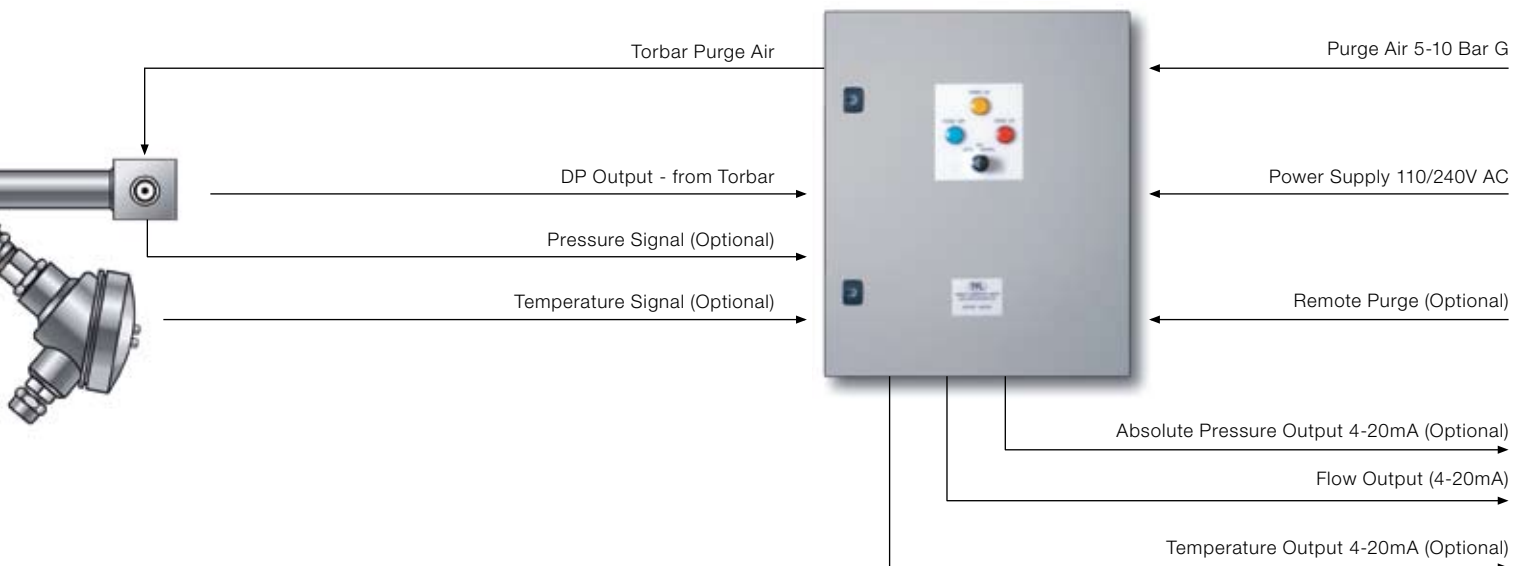 Torbar Purge Air
Purge Air 5-10 Bar G
DP Output - from Torbar
Power Supply 110/240V AC
Pressure Signal (Optional)
Temperature Signal (Optional)
Remote Purge (Optional)
Absolute Pressure Output 4-20mA (Optional)
Flow Output (4-20mA)
Temperature Output 4-20mA (Optional)